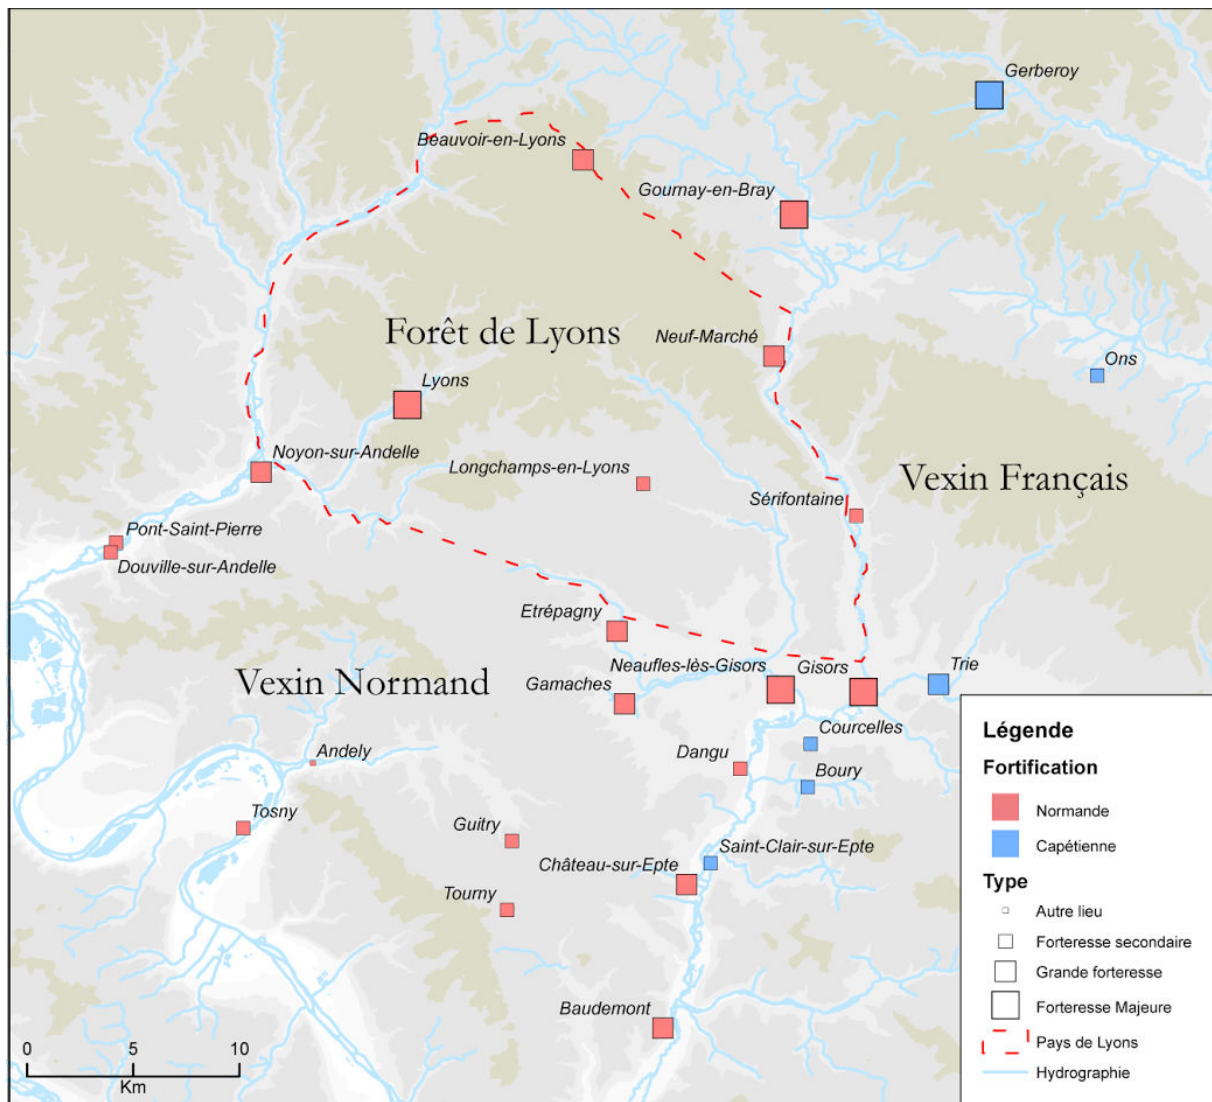 Gerberoy
Beauvoir-en-Lyons
Gournay-en-Bray
Forêt de Lyons
Neuf-Marché
Ons
Lyons
Noyon-sur-Andelle
Longchamps-en-Lyons
Vexin Français
Sérifontaine
Pont-Saint-Pierre
Douville-sur-Andelle
Etrépagny
Neaufles-lès-Gisors
Gisors
Trie
Vexin Normand
Gamaches
Courcelles
Andely
Dangu
Boury
Tosny
Guitry
Saint-Clair-sur-Epte
Château-sur-Epte
Tourny
Baudemont
0 5 10
Km
Légende
Fortification
Normande
Capétienne
Type
Autre lieu
Forteresse secondaire
Grande forteresse
Forteresse Majeure
Pays de Lyons
Hydrographie